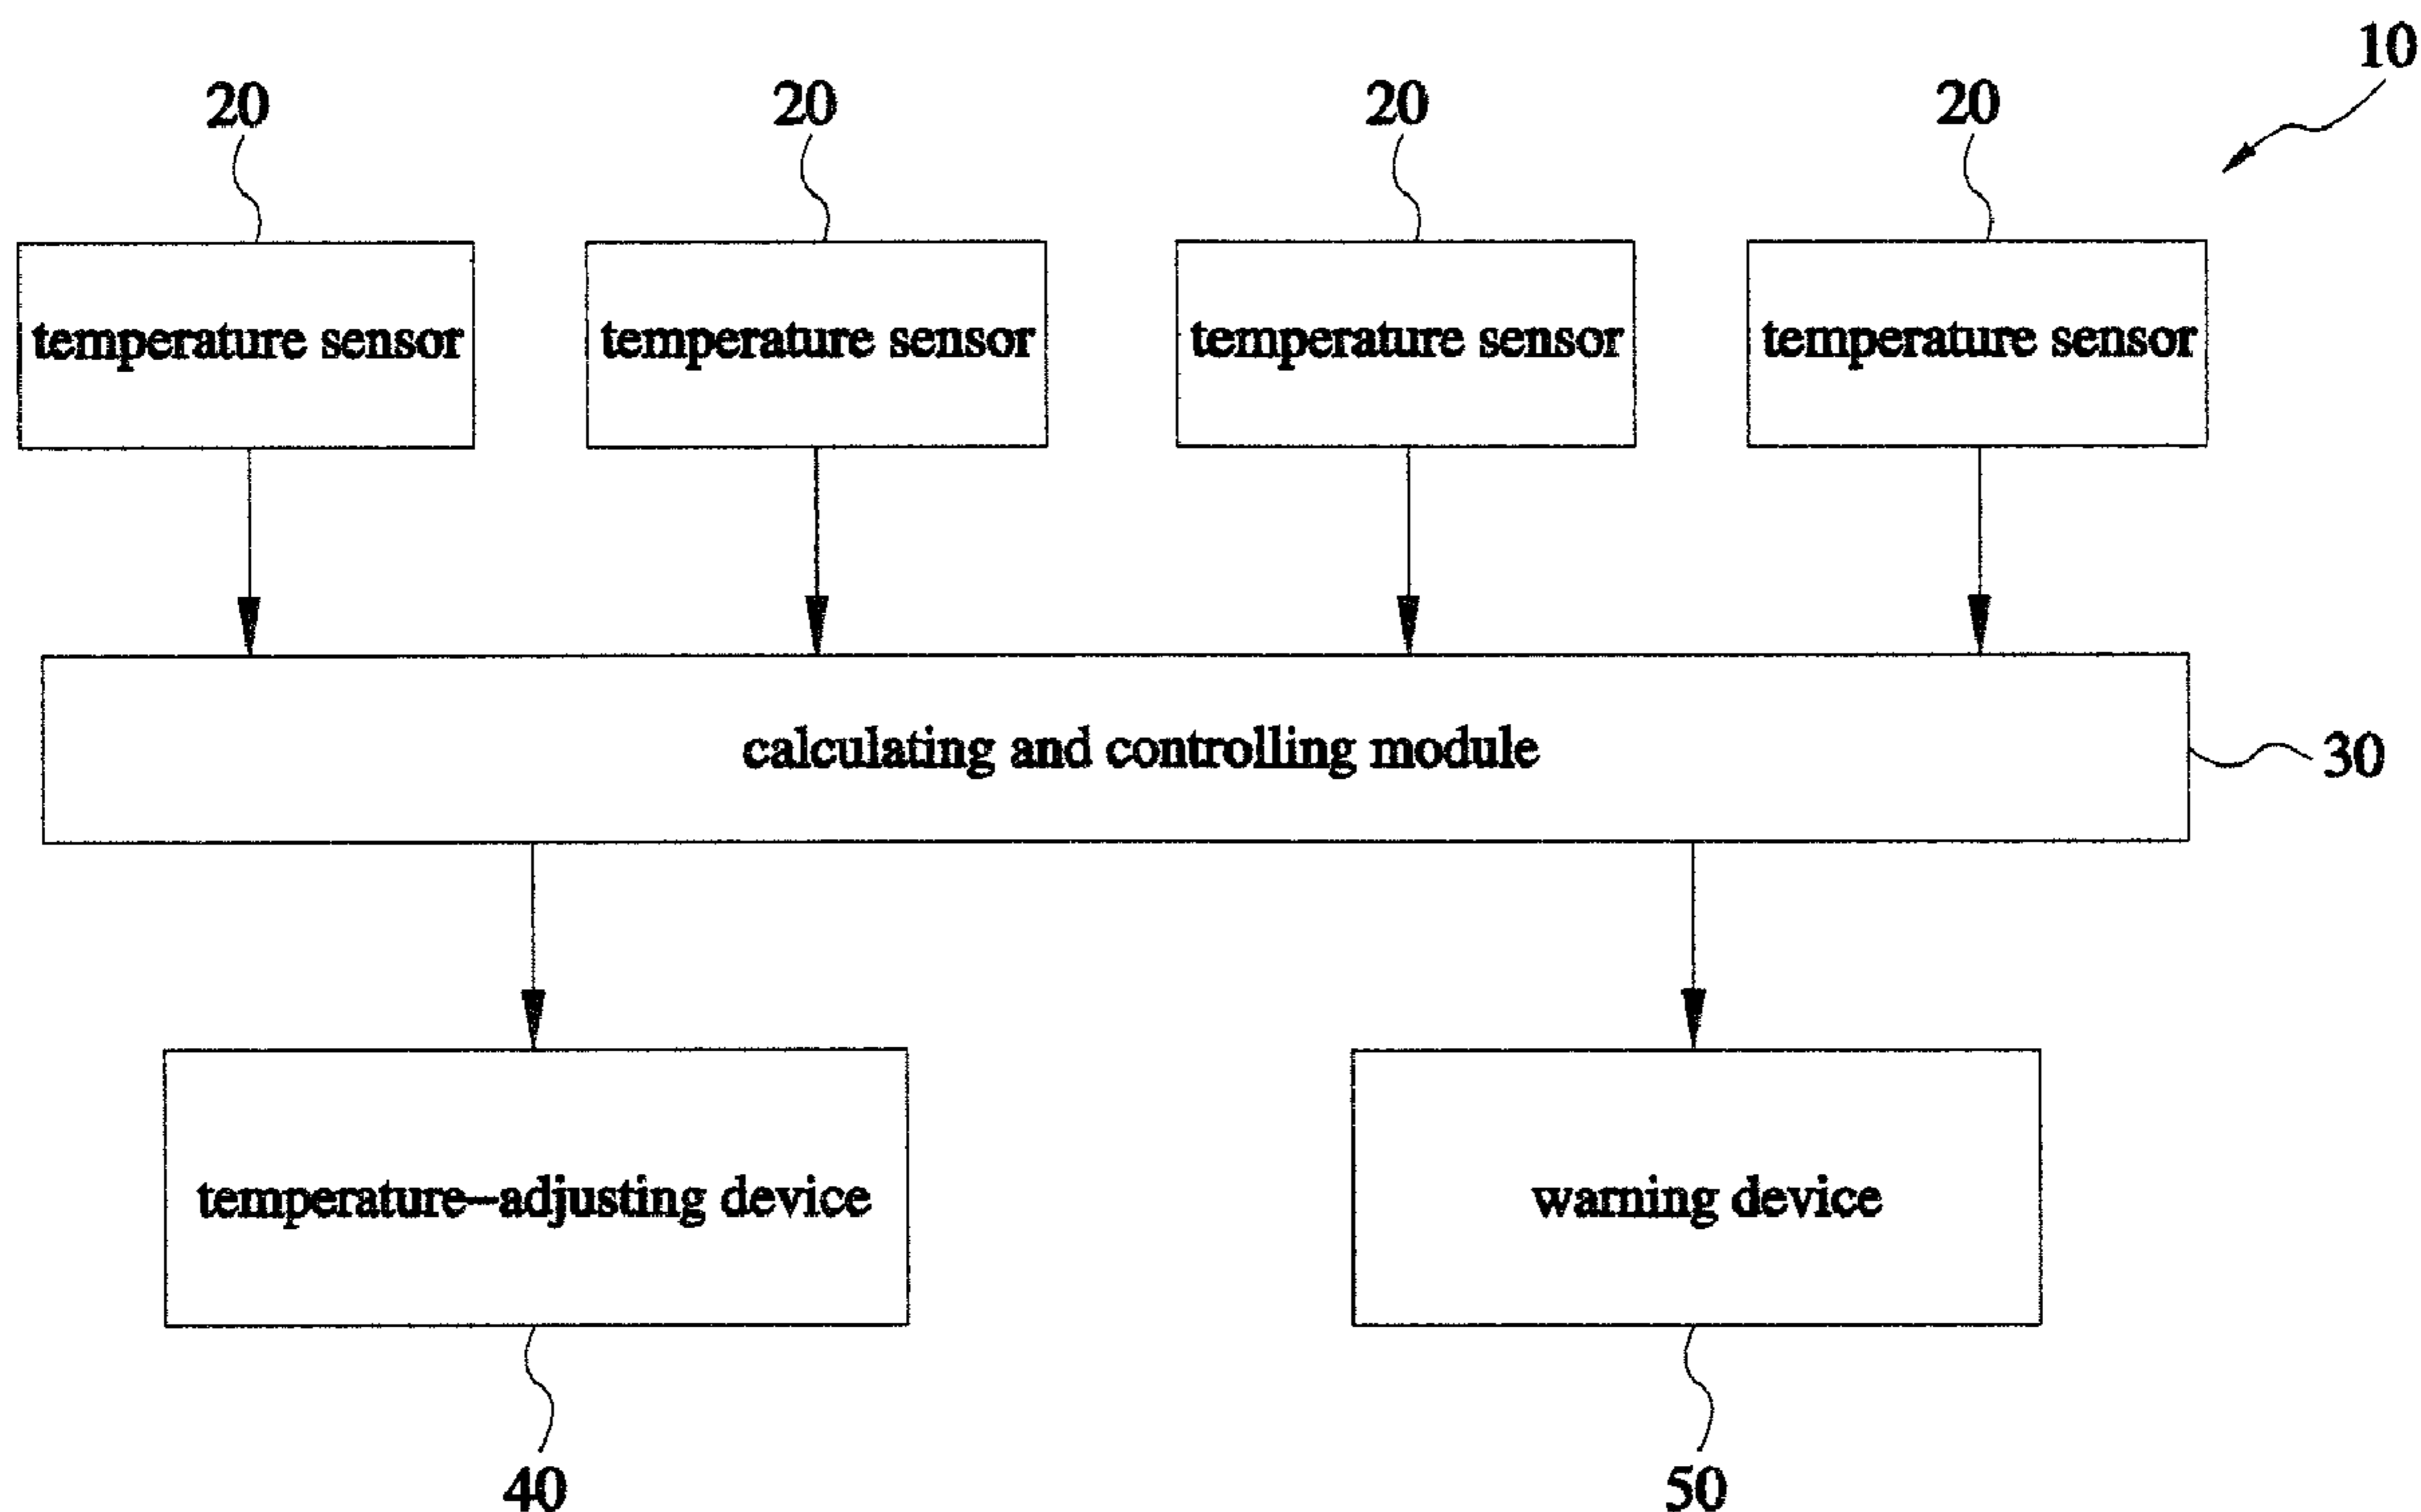 10
20 20 20 20
temperature sensor temperature sensor temperature sensor temperature sensor
calculating and controlling module 30
temperature-adjusting device warning device
40 50